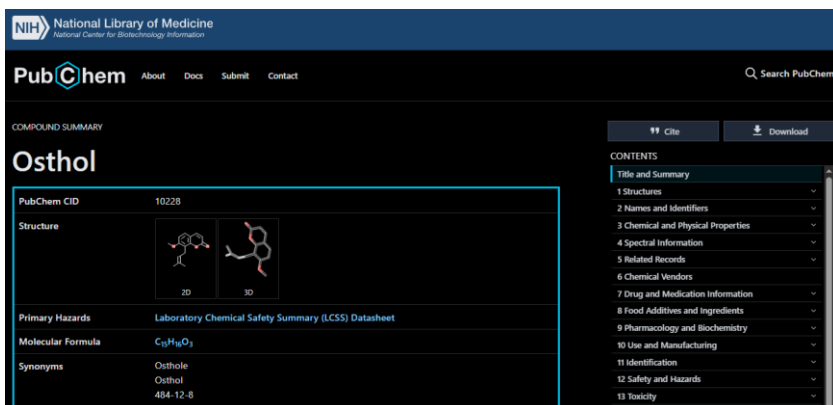 NIH National Library of Medicine
National Center for Biotechnology Information
PubChem About Docs Submit Contact Search PubChem
COMPOUND SUMMARY
Cite Download
Osthol
CONTENTS
Title and Summary
PubChem CID 10228
1 Structures
2 Names and Identifiers
Structure
3 Chemical and Physical Properties
4 Spectral Information
5 Related Records
6 Chemical Vendors
2D 3D
7 Drug and Medication Information
Primary Hazards Laboratory Chemical Safety Summary (LCSS) Datasheet
8 Food Additives and Ingredients
9 Pharmacology and Biochemistry
Molecular Formula C₁₅H₁₆O₃
10 Use and Manufacturing
Synonyms Osthole
11 Identification
Osthol
12 Safety and Hazards
484-12-8
13 Toxicity